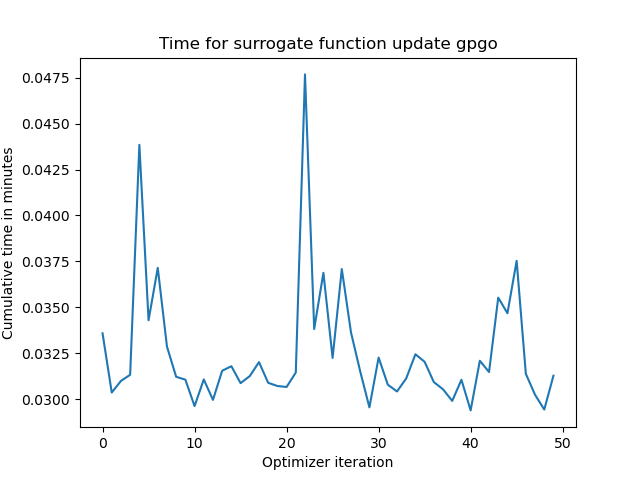 Time for surrogate function update gpgo
Cumulative time in minutes
0.0475
0.0450
0.0425
0.0400
0.0375
0.0350
0.0325
0.0300
0 10 20 30 40 50
Optimizer iteration